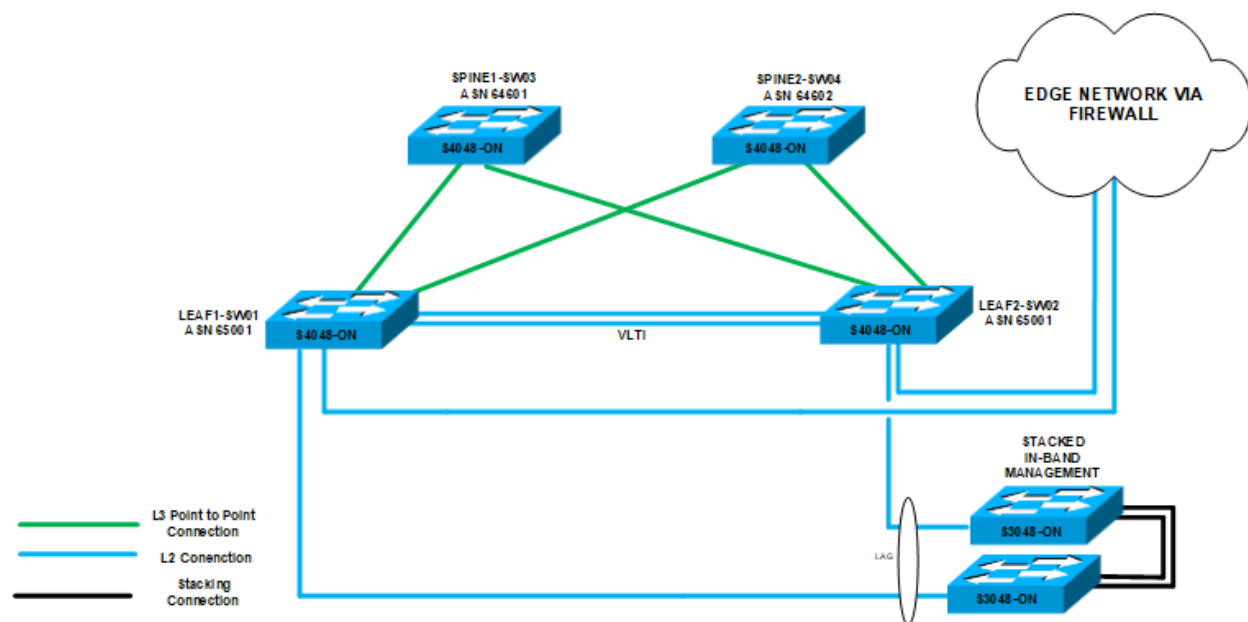 SPINE1-SW03
ASN 64601
S4048-ON
SPINE2-SW04
ASN 64602
S4048-ON
EDGE NETWORK VIA
FIREWALL
LEAF1-SW01
ASN 65001
S4048-ON
VLTI
S4048-ON
LEAF2-SW02
ASN 65001
STACKED
IN-BAND
MANAGEMENT
S3048-ON
LAG
S3048-ON
L3 Point to Point
Connection
L2 Conenction
Stacking
Connection